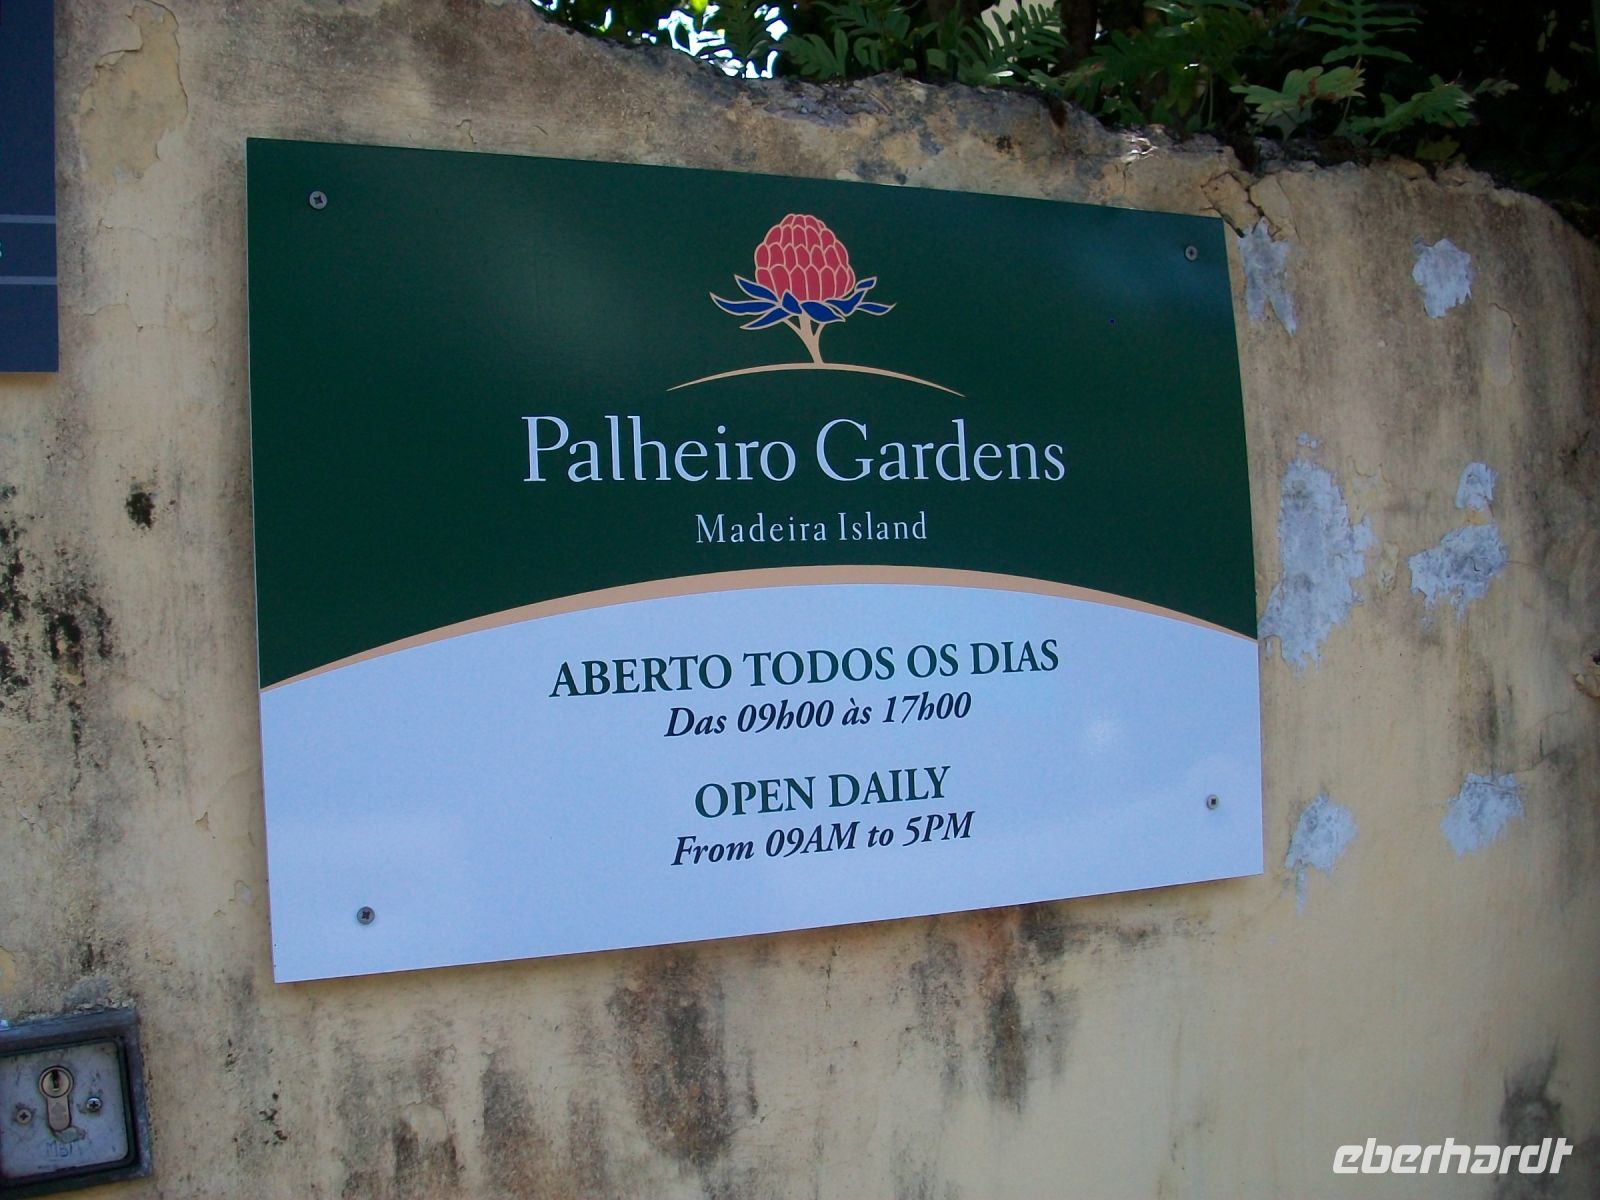 Palheiro Gardens
Madeira Island
ABERTO TODOS OS DIAS
Das 09h00 às 17h00
OPEN DAILY
From 09AM to 5PM
eberhardt